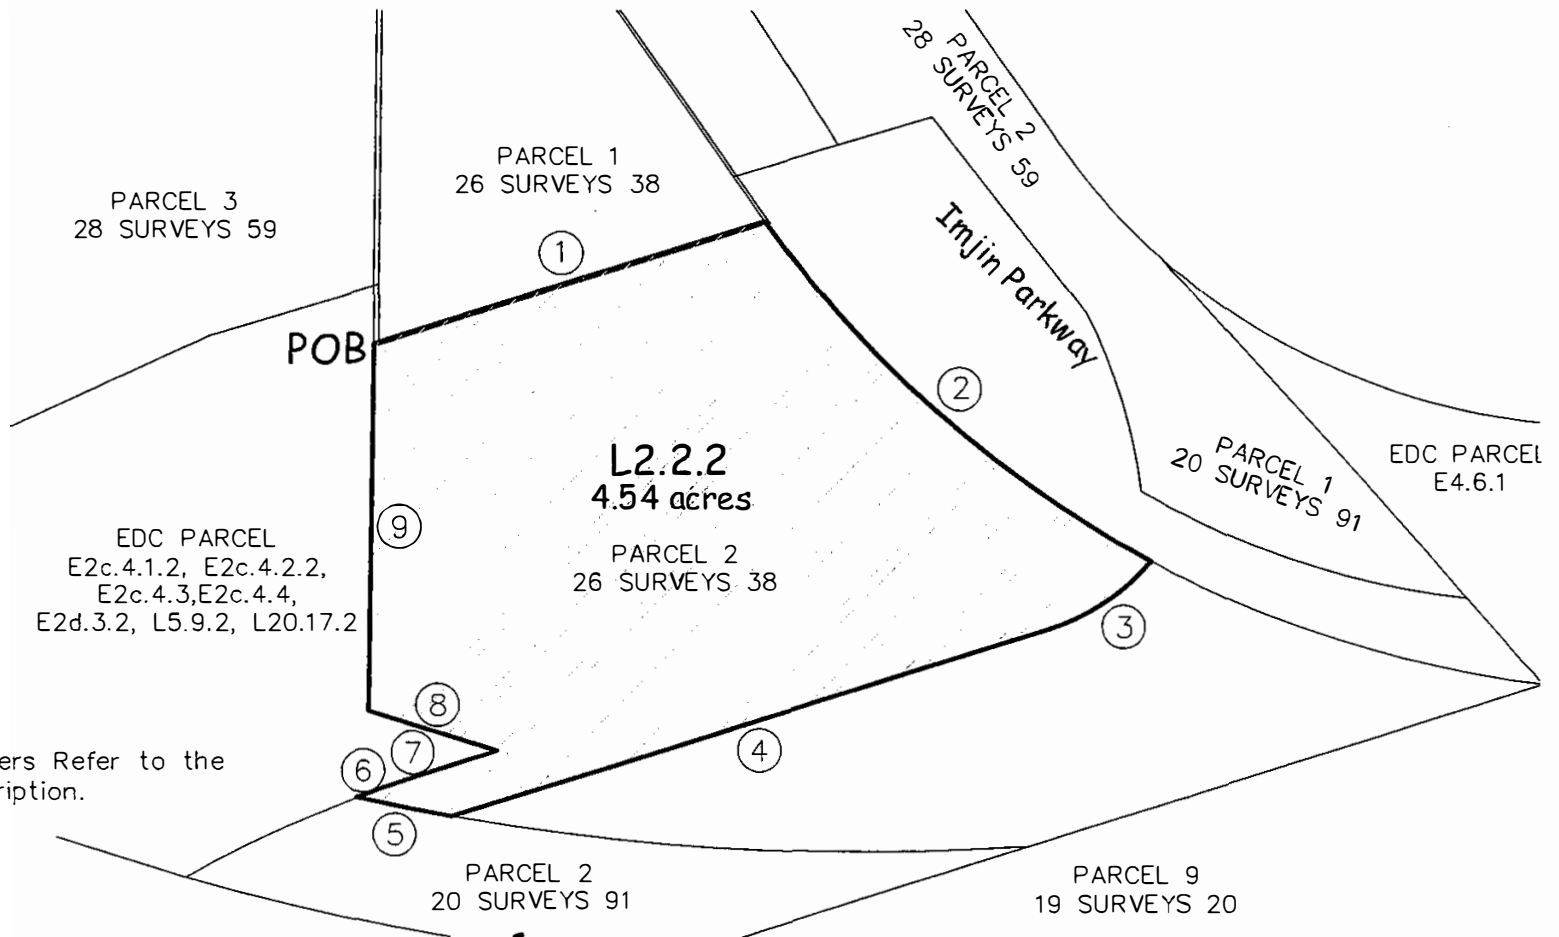 PARCEL 2
28 SURVEYS 59
PARCEL 1
26 SURVEYS 38
PARCEL 3
28 SURVEYS 59
1
Imjin Parkway
POB
2
L2.2.2
4.54 acres
PARCEL 1
20 SURVEYS 91
EDC PARCEL
E4.6.1
9
EDC PARCEL
E2c.4.1.2, E2c.4.2.2,
E2c.4.3,E2c.4.4,
E2d.3.2, L5.9.2, L20.17.2
PARCEL 2
26 SURVEYS 38
3
8
7
4
6
ers Refer to the
ription.
5
PARCEL 2
20 SURVEYS 91
PARCEL 9
19 SURVEYS 20